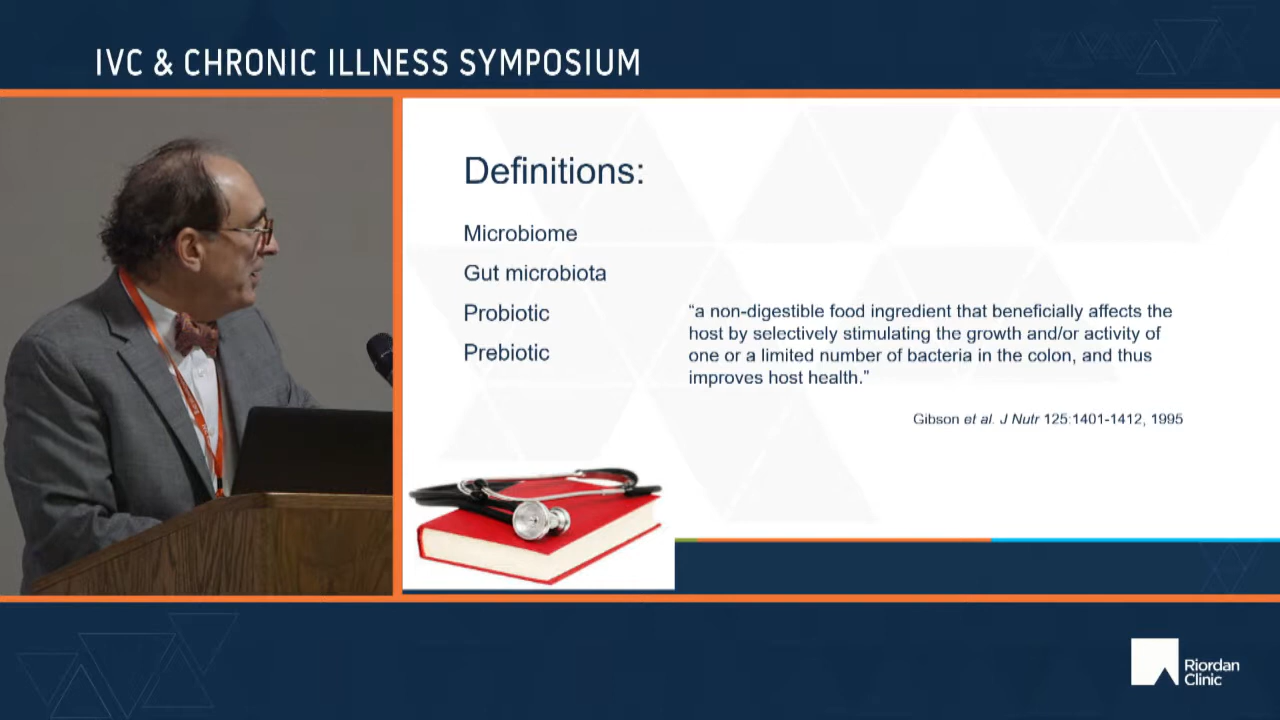 IVC & CHRONIC ILLNESS SYMPOSIUM
Definitions:
Microbiome
Gut microbiota
Probiotic
Prebiotic
“a non-digestible food ingredient that beneficially affects the
host by selectively stimulating the growth and/or activity of
one or a limited number of bacteria in the colon, and thus
improves host health.”
Gibson et al. J Nutr 125:1401-1412, 1995
Riordan
Clinic